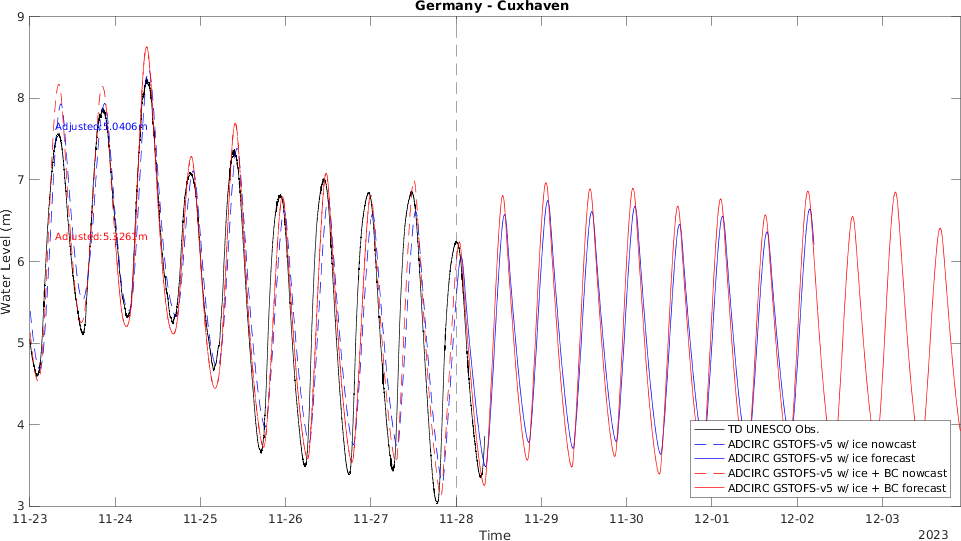 Germany - Cuxhaven
9
8
7
6
5
4
3
Water Level (m)
Adjusted:5.0406m
Adjusted:5.3261m
TD UNESCO Obs.
ADCIRC GSTOFS-v5 w/ ice nowcast
ADCIRC GSTOFS-v5 w/ ice forecast
ADCIRC GSTOFS-v5 w/ ice + BC nowcast
ADCIRC GSTOFS-v5 w/ ice + BC forecast
11-23 11-24 11-25 11-26 11-27 11-28 11-29 11-30 12-01 12-02 12-03
Time
2023